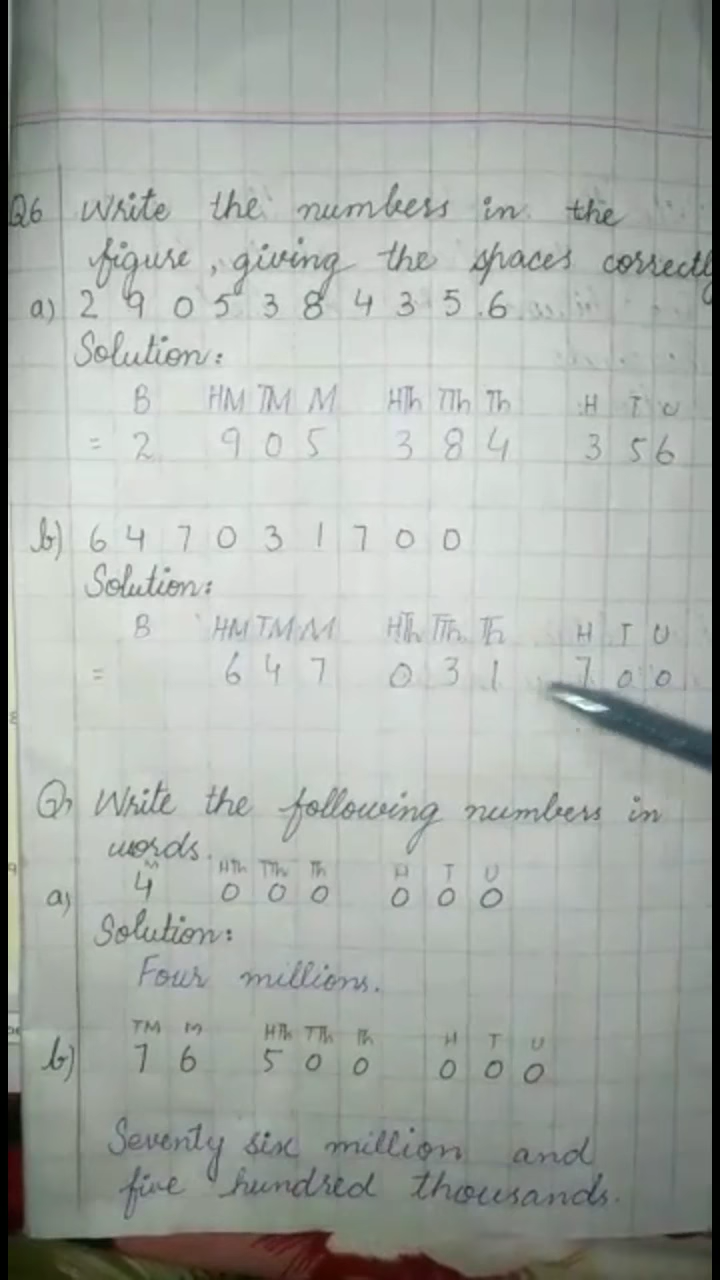 Q6 Write the numbers in the
figure, giving the spaces correctly
a) 2 9 0 5 3 8 4 3 5 6
Solution:
B HM TM M HTh TTh Th H T U
= 2 9 0 5 3 8 4 3 5 6
b) 6 4 7 0 3 1 7 0 0
Solution:
B HM TM M HTh TTh Th H T U
= 6 4 7 0 3 1 7 0 0
Write the following numbers in
words.
M HTh TTh Th H T U
a) 4 0 0 0 0 0 0
Solution:
Four millions.
TM M HTh TTh Th H T U
b) 7 6 5 0 0 0 0 0
Seventy six million and
five hundred thousands.